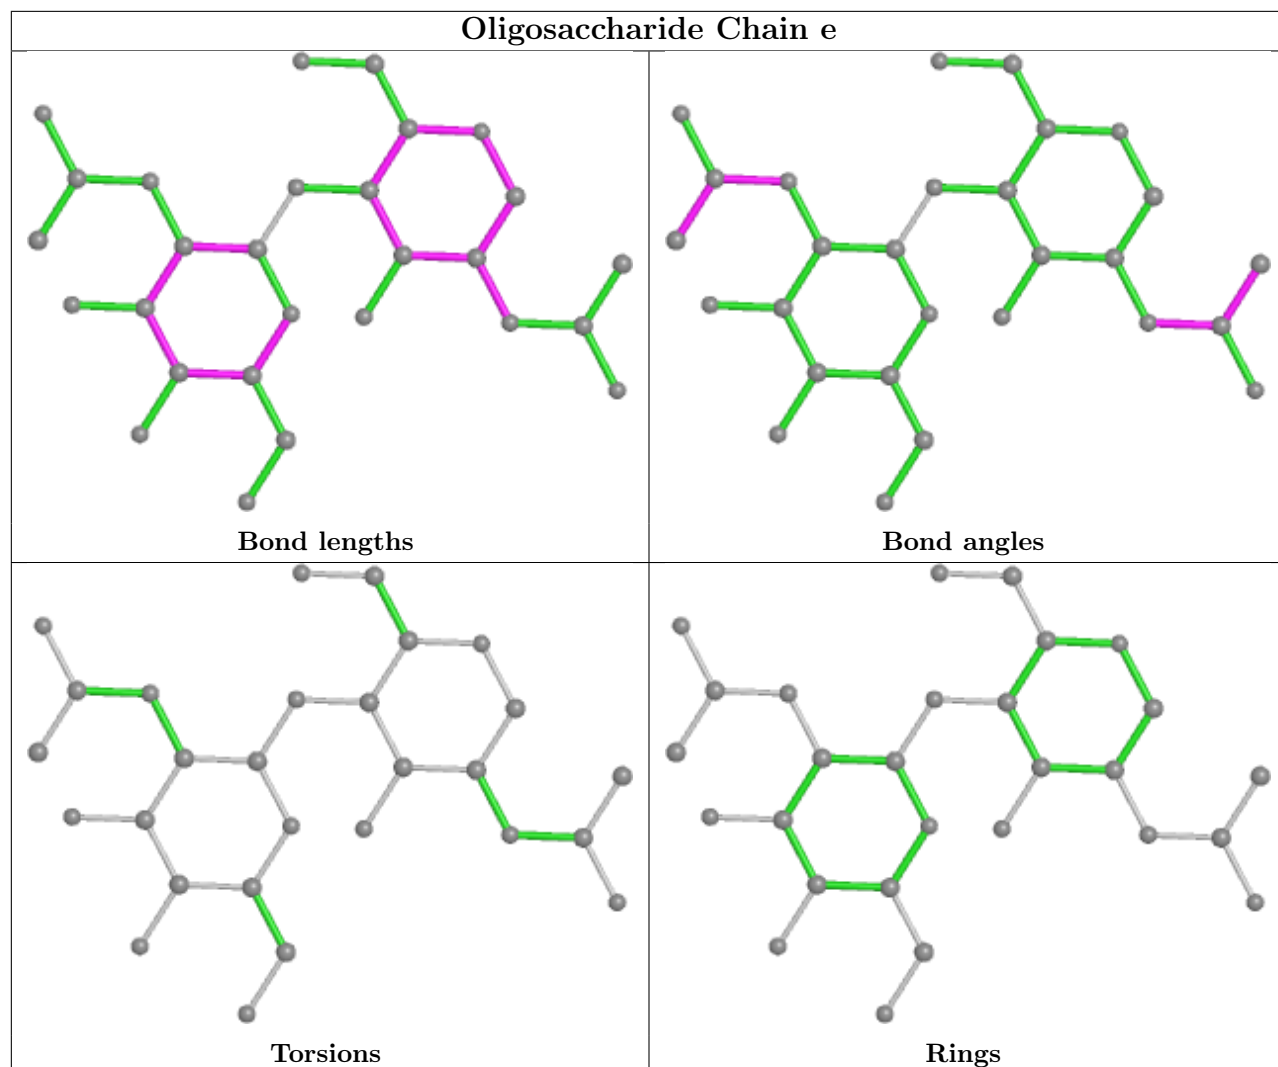 Oligosaccharide Chain e
Bond lengths
Bond angles
Torsions
Rings